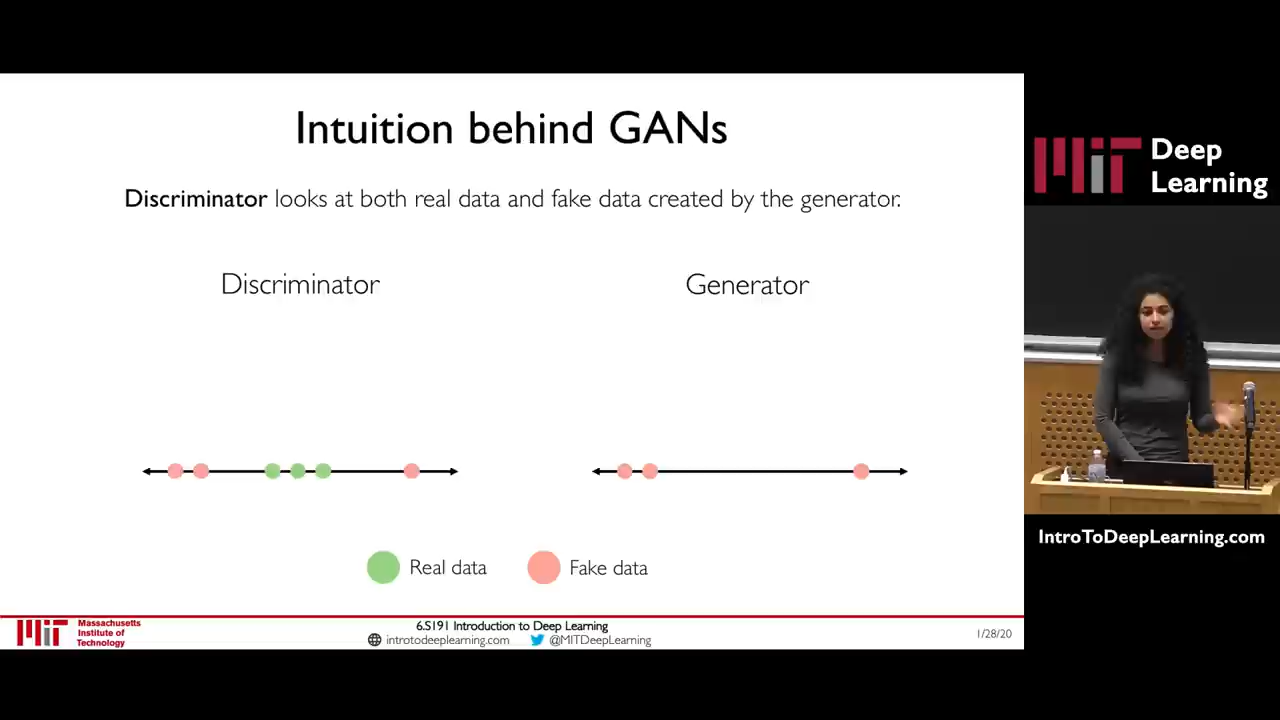 Intuition behind GANs
Discriminator looks at both real data and fake data created by the generator.
Discriminator
Generator
Real data
Fake data
Massachusetts
Institute of
Technology
6.S191 Introduction to Deep Learning
introtodeeplearning.com
@MITDeepLearning
1/28/20
MIT
Deep
Learning
IntroToDeepLearning.com